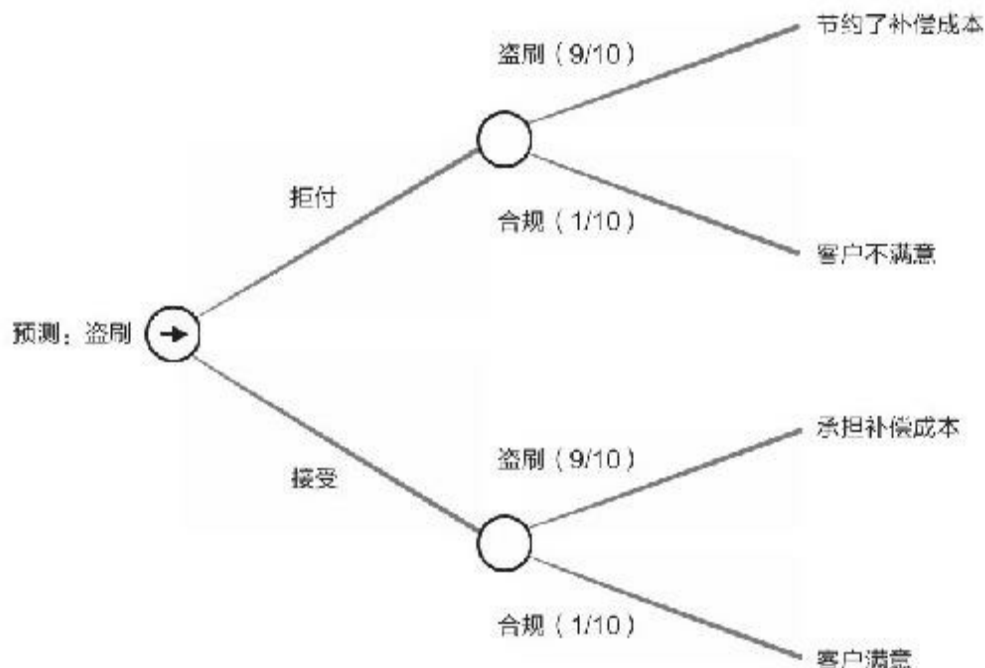 节约了补偿成本
盗刷（9/10）
拒付
合规（1/10）
客户不满意
预测：盗刷
承担补偿成本
盗刷（9/10）
接受
合规（1/10）
客户满意